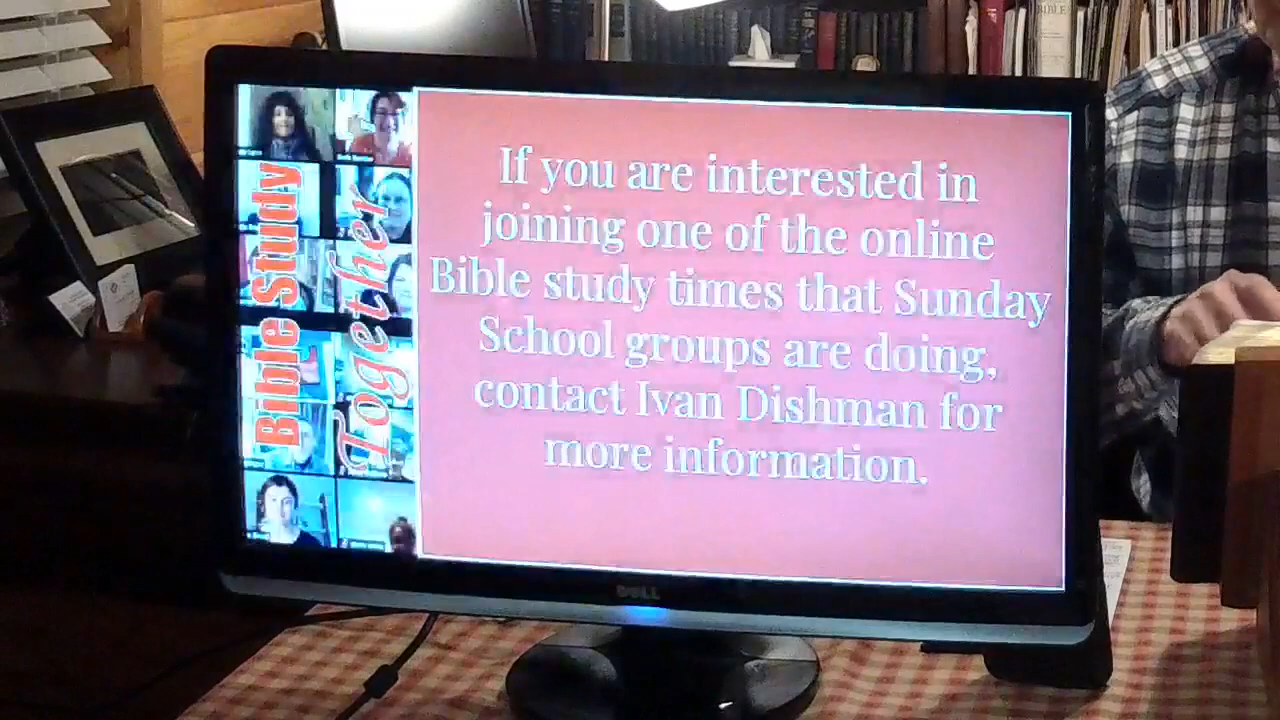 Bible Study
Together
If you are interested in
joining one of the online
Bible study times that Sunday
School groups are doing,
contact Ivan Dishman for
more information.
DELL
BIBLE